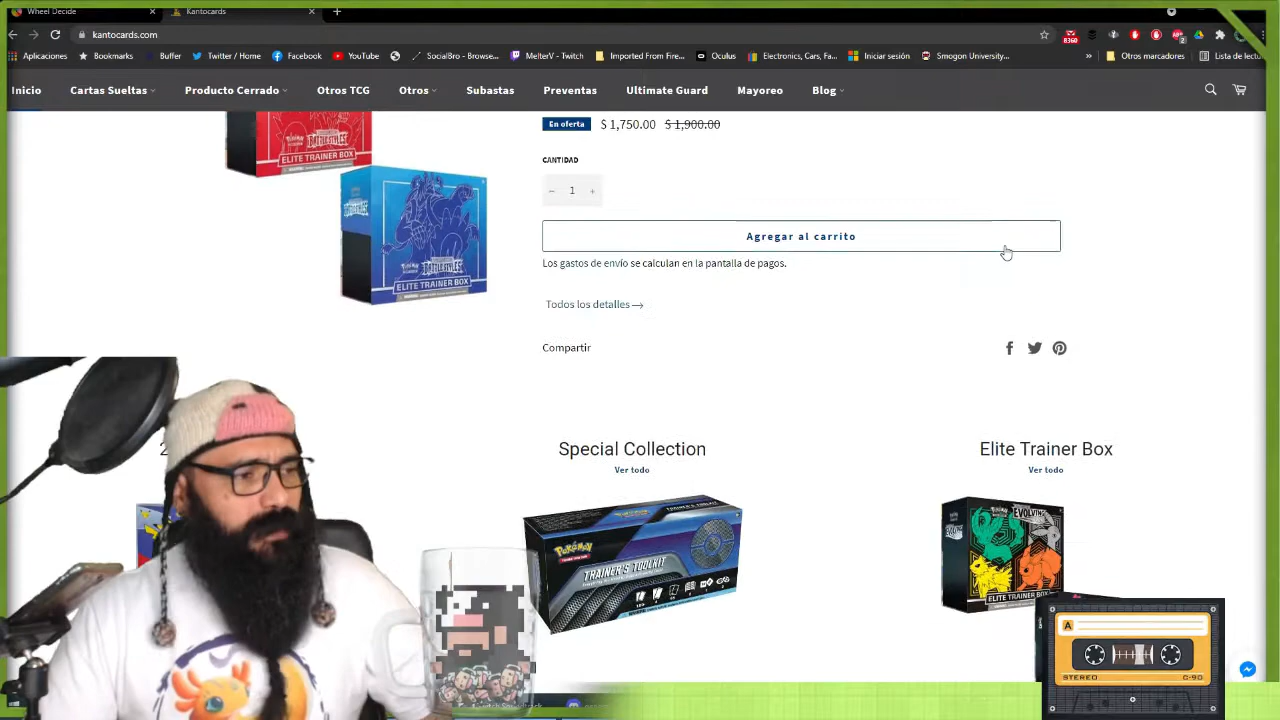 Wheel Decide
Kantocards
kantocards.com
Aplicaciones
Bookmarks
Buffer
Twitter / Home
Facebook
YouTube
SocialBro - Browse...
MelterV - Twitch
Imported From Fire...
Oculus
Electronics, Cars, Fa...
Iniciar sesión
Smogon University...
Otros marcadores
Lista de lectu
Inicio
Cartas Sueltas
Producto Cerrado
Otros TCG
Otros
Subastas
Preventas
Ultimate Guard
Mayoreo
Blog
En oferta $ 1,750.00 $ 1,900.00
ELITE TRAINER BOX
CANTIDAD
− 1 +
Agregar al carrito
Los gastos de envío se calculan en la pantalla de pagos.
BATTLE STYLES
ELITE TRAINER BOX
Todos los detalles
Compartir
Special Collection
Ver todo
Elite Trainer Box
Ver todo
POKéMON
TRAINER'S TOOLKIT
EVOLVING
ELITE TRAINER BOX
A
STEREO C-90